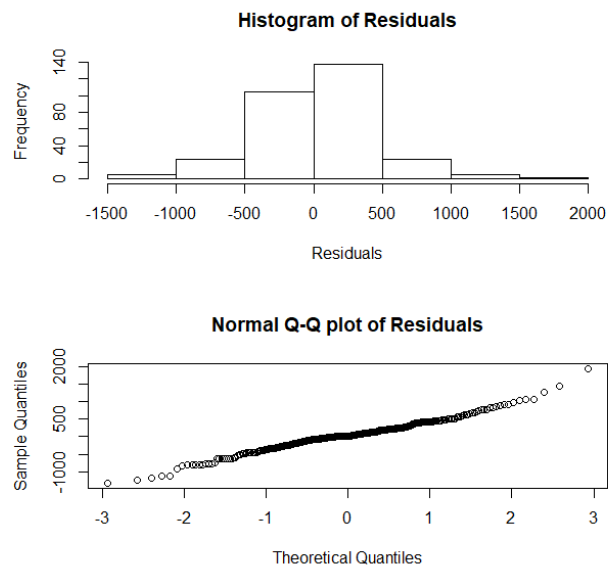 Histogram of Residuals
Frequency
0 40 80 140
-1500 -1000 -500 0 500 1000 1500 2000
Residuals
Normal Q-Q plot of Residuals
Sample Quantiles
-1000 500 2000
-3 -2 -1 0 1 2 3
Theoretical Quantiles